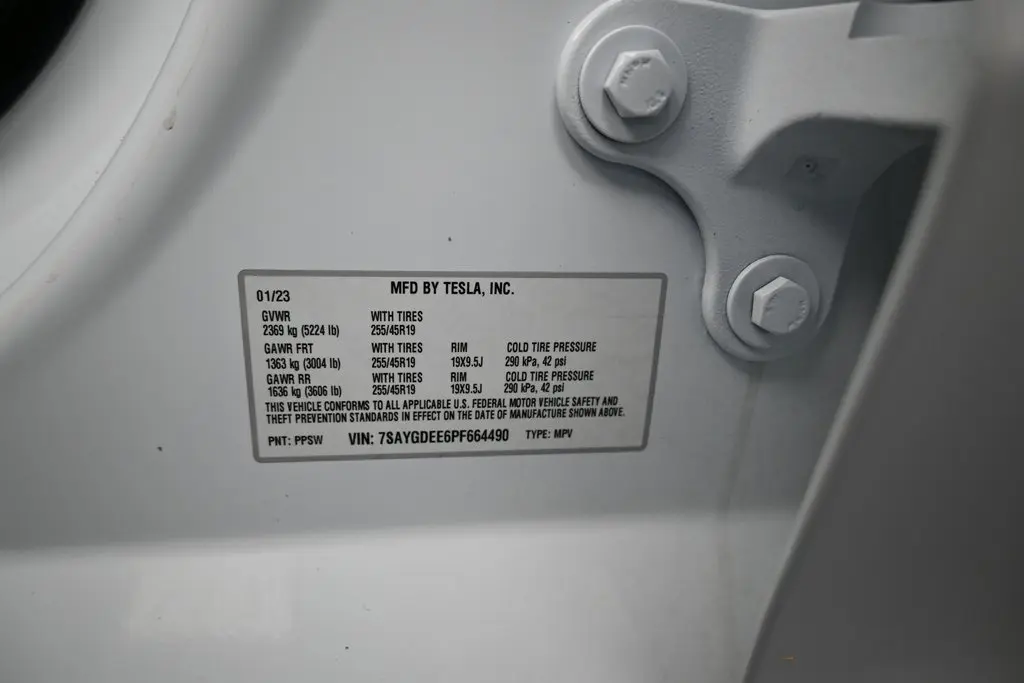 MFD BY TESLA, INC.
01/23
GVWR WITH TIRES
2369 kg (5224 lb) 255/45R19
GAWR FRT WITH TIRES RIM COLD TIRE PRESSURE
1363 kg (3004 lb) 255/45R19 19X9.5J 290 kPa, 42 psi
GAWR RR WITH TIRES RIM COLD TIRE PRESSURE
1636 kg (3606 lb) 255/45R19 19X9.5J 290 kPa, 42 psi
THIS VEHICLE CONFORMS TO ALL APPLICABLE U.S. FEDERAL MOTOR VEHICLE SAFETY AND
THEFT PREVENTION STANDARDS IN EFFECT ON THE DATE OF MANUFACTURE SHOWN ABOVE.
PNT: PPSW VIN: 7SAYGDEE6PF664490 TYPE: MPV